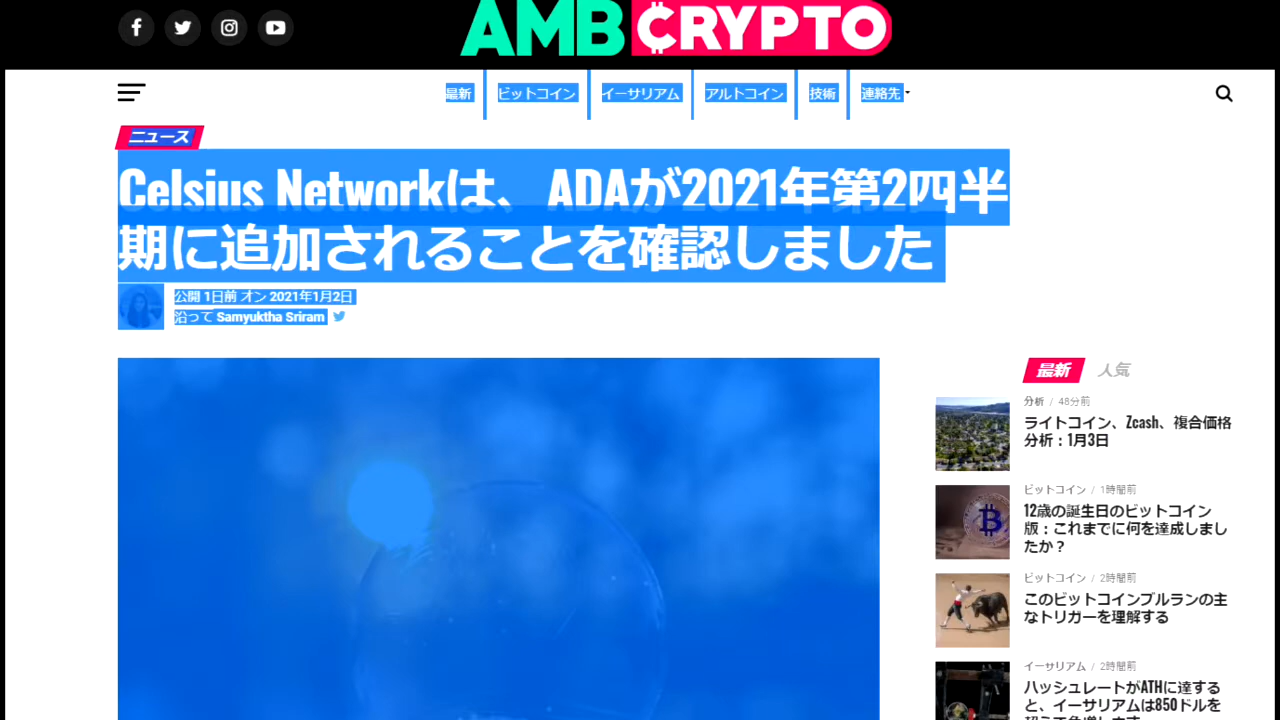 AMBCRYPTO
最新
ビットコイン
イーサリアム
アルトコイン
技術
連絡先
ニュース
Celsius Networkは、ADAが2021年第2四半
期に追加されることを確認しました
公開 1日前 オン 2021年1月2日
沿って Samyuktha Sriram
最新 人気
分析 / 48分前
ライトコイン、Zcash、複合価格
分析：1月3日
ビットコイン / 1時間前
12歳の誕生日のビットコイン
版：これまでに何を達成しまし
たか？
ビットコイン / 2時間前
このビットコインブルランの主
なトリガーを理解する
イーサリアム / 2時間前
ハッシュレートがATHに達する
と、イーサリアムは850ドルを